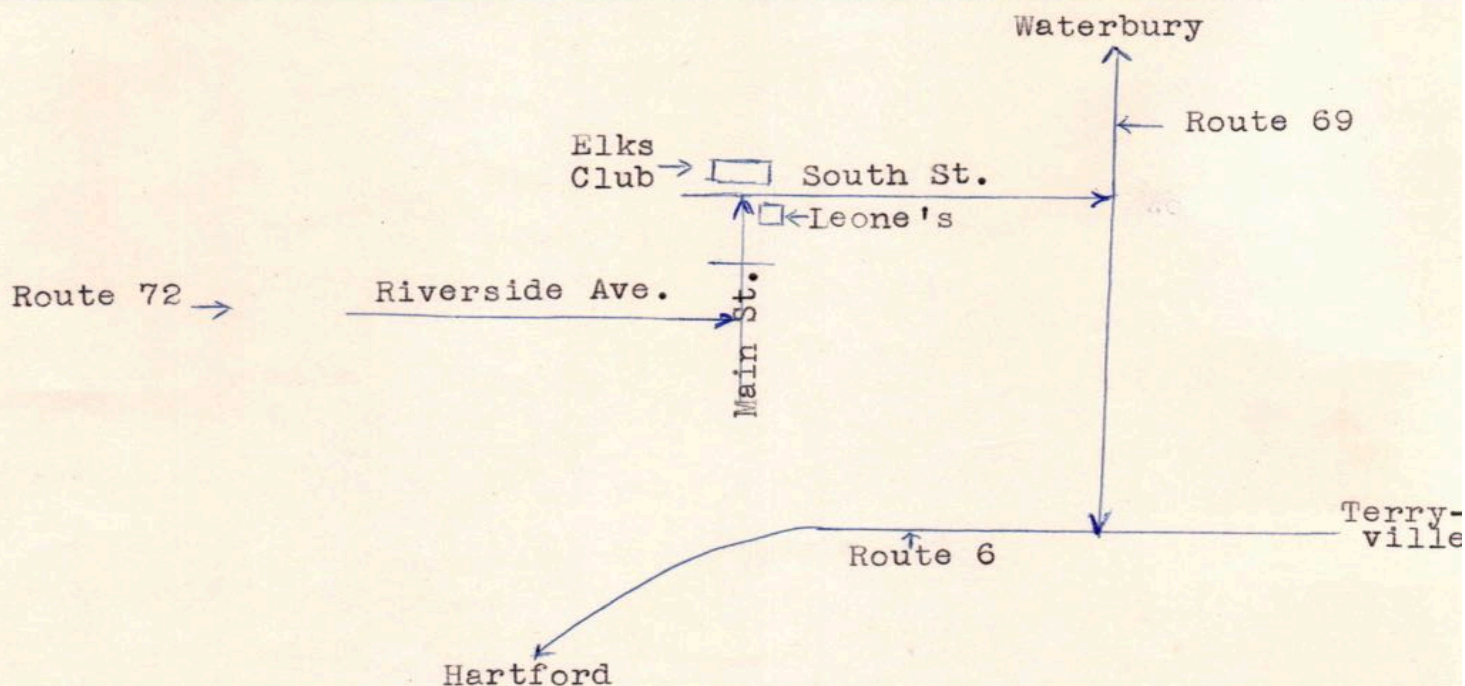 Waterbury
Route 69
Elks
Club
South St.
Leone's
Route 72
Riverside Ave.
Main St.
Terry-
ville
Route 6
Hartford